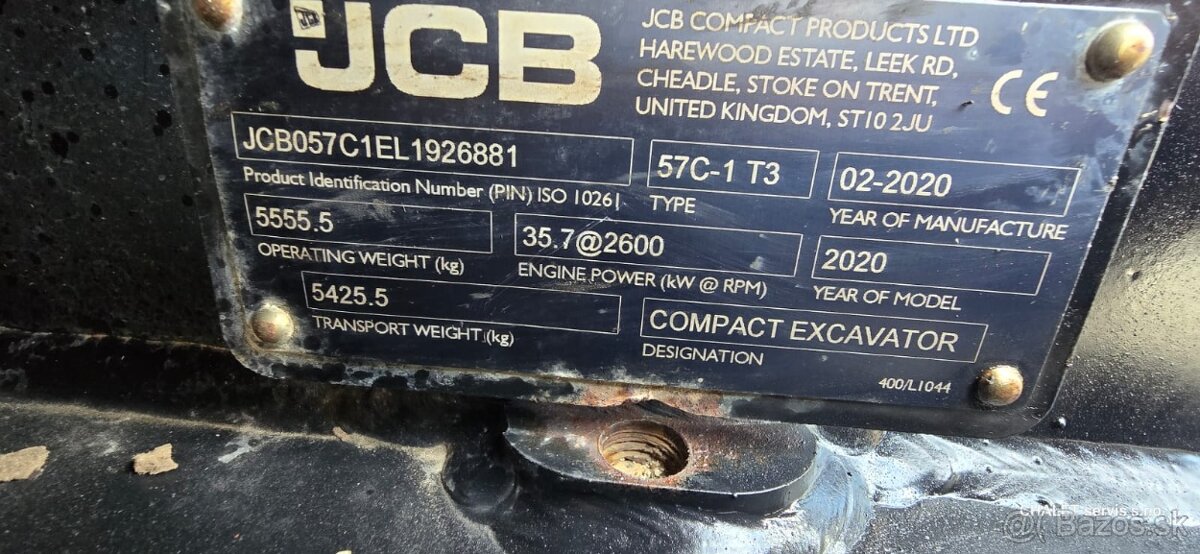 JCB
JCB COMPACT PRODUCTS LTD
HAREWOOD ESTATE, LEEK RD,
CHEADLE, STOKE ON TRENT,
UNITED KINGDOM, ST10 2JU
CE
JCB057C1EL1926881
Product Identification Number (PIN) ISO 10261
57C-1 T3
TYPE
02-2020
YEAR OF MANUFACTURE
5555.5
OPERATING WEIGHT (kg)
35.7@2600
ENGINE POWER (kW @ RPM)
2020
YEAR OF MODEL
5425.5
TRANSPORT WEIGHT (kg)
COMPACT EXCAVATOR
DESIGNATION
400/L1044
CHALET servis s.r.o.
Bazos.sk